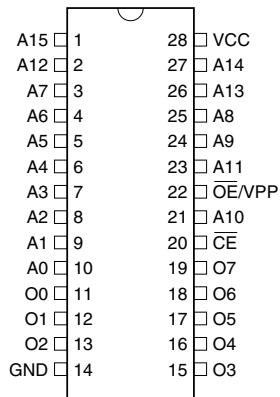 A15 1 28 VCC
A12 2 27 A14
A7 3 26 A13
A6 4 25 A8
A5 5 24 A9
A4 6 23 A11
A3 7 22 O̅E̅/VPP
A2 8 21 A10
A1 9 20 C̅E̅
A0 10 19 O7
O0 11 18 O6
O1 12 17 O5
O2 13 16 O4
GND 14 15 O3